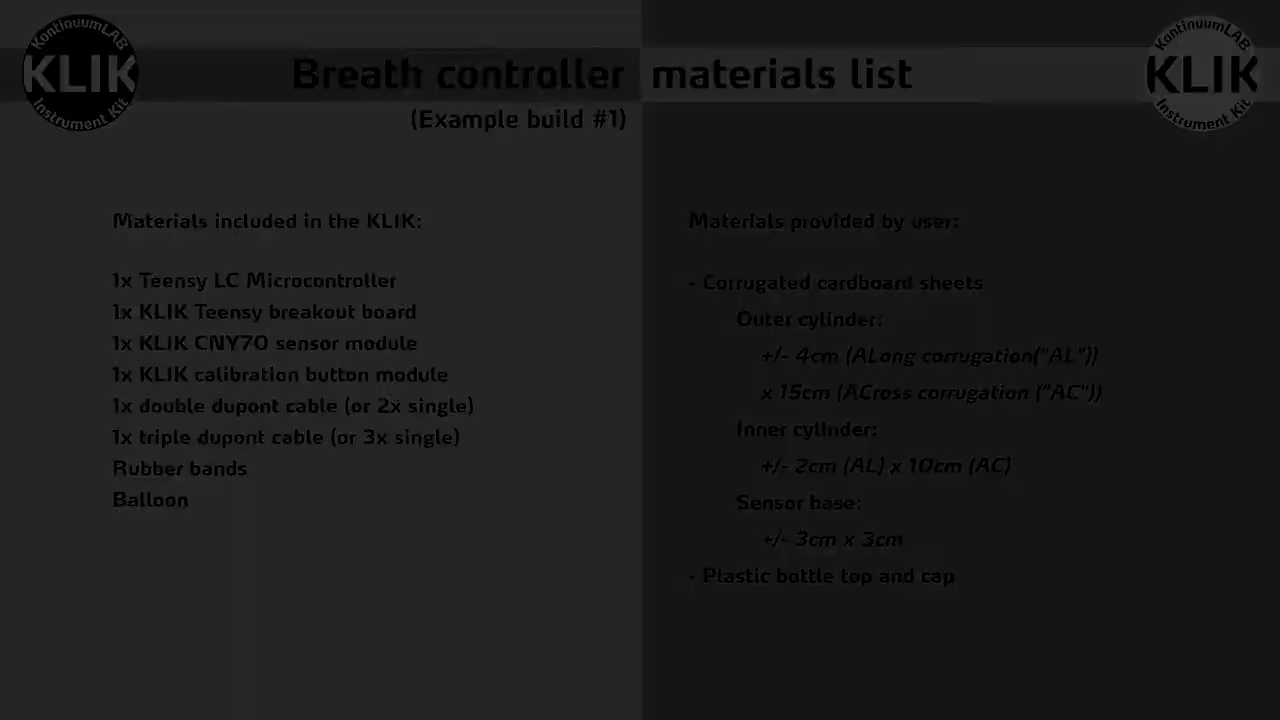 KontinuumLAB
KLIK
Instrument Kit
Breath controller materials list
(Example build #1)
KontinuumLAB
KLIK
Instrument Kit
Materials included in the KLIK:
1x Teensy LC Microcontroller
1x KLIK Teensy breakout board
1x KLIK CNY70 sensor module
1x KLIK calibration button module
1x double dupont cable (or 2x single)
1x triple dupont cable (or 3x single)
Rubber bands
Balloon
Materials provided by user:
- Corrugated cardboard sheets
Outer cylinder:
+/- 4cm (ALong corrugation("AL"))
x 15cm (ACross corrugation ("AC"))
Inner cylinder:
+/- 2cm (AL) x 10cm (AC)
Sensor base:
+/- 3cm x 3cm
- Plastic bottle top and cap